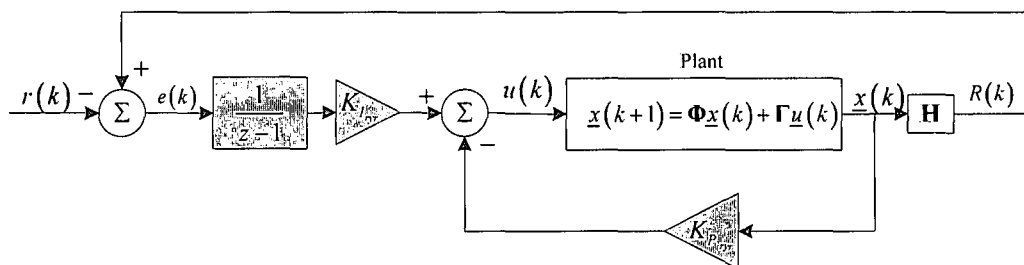 Plant
+
r(k) − Σ e(k) 1/(z−1) + Σ u(k) x(k+1) = Φx(k) + Γu(k) x(k) H R(k)
−